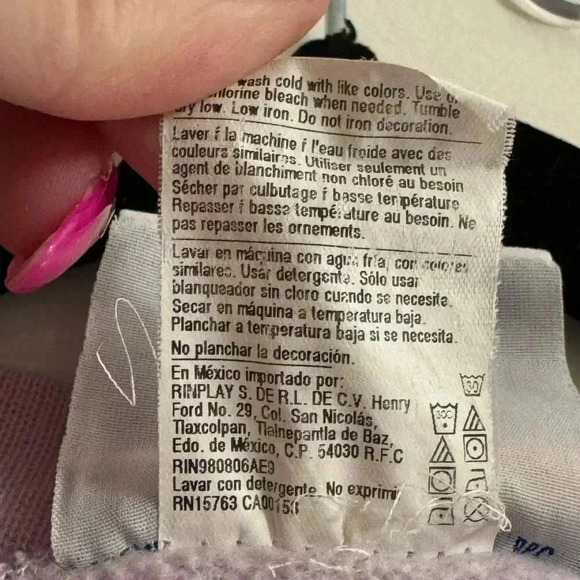 wash cold with like colors. Use
chlorine bleach when needed. Tumble
dry low. Low iron. Do not iron decoration.
Laver ŕ la machine ŕ l'eau froide avec des
couleurs similaires. Utiliser seulement un
agent de blanchiment non chloré au besoin
Sécher par culbutage ŕ basse température
Repasser ŕ basse température au besoin. Ne
pas repasser les ornements.
Lavar en máquina con agua fría, con colores
similares. Usar detergente. Sólo usar
blanqueador sin cloro cuando se necesite.
Secar en máquina a temperatura baja.
Planchar a temperatura baja si se necesita.
No planchar la decoración.
En México importado por:
RINPLAY S. DE R.L. DE C.V. Henry
Ford No. 29, Col. San Nicolás,
Tlaxcolpan, Tlalnepantla de Baz,
Edo. de México, C.P. 54030 R.F.C
RIN980806AE9
Lavar con detergente. No exprimir
RN15763 CA00153
30
30C